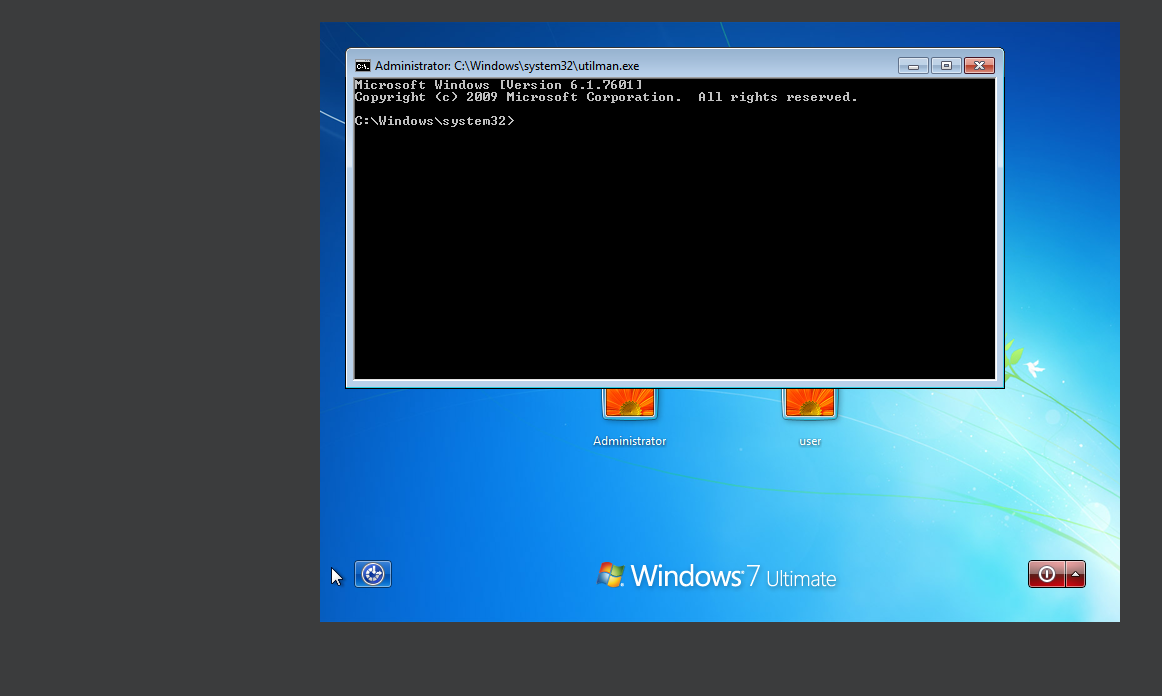 Administrator: C:\Windows\system32\utilman.exe
Microsoft Windows [Version 6.1.7601]
Copyright (c) 2009 Microsoft Corporation.  All rights reserved.
C:\Windows\system32>
Administrator
user
Windows 7 Ultimate